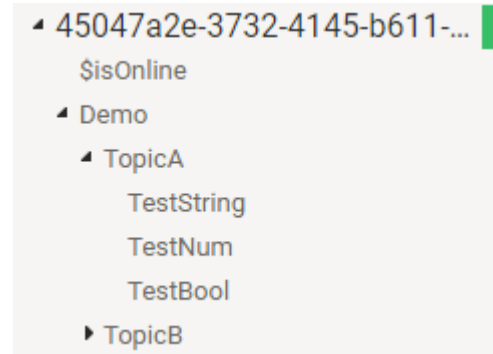 45047a2e-3732-4145-b611-...
$isOnline
Demo
TopicA
TestString
TestNum
TestBool
TopicB